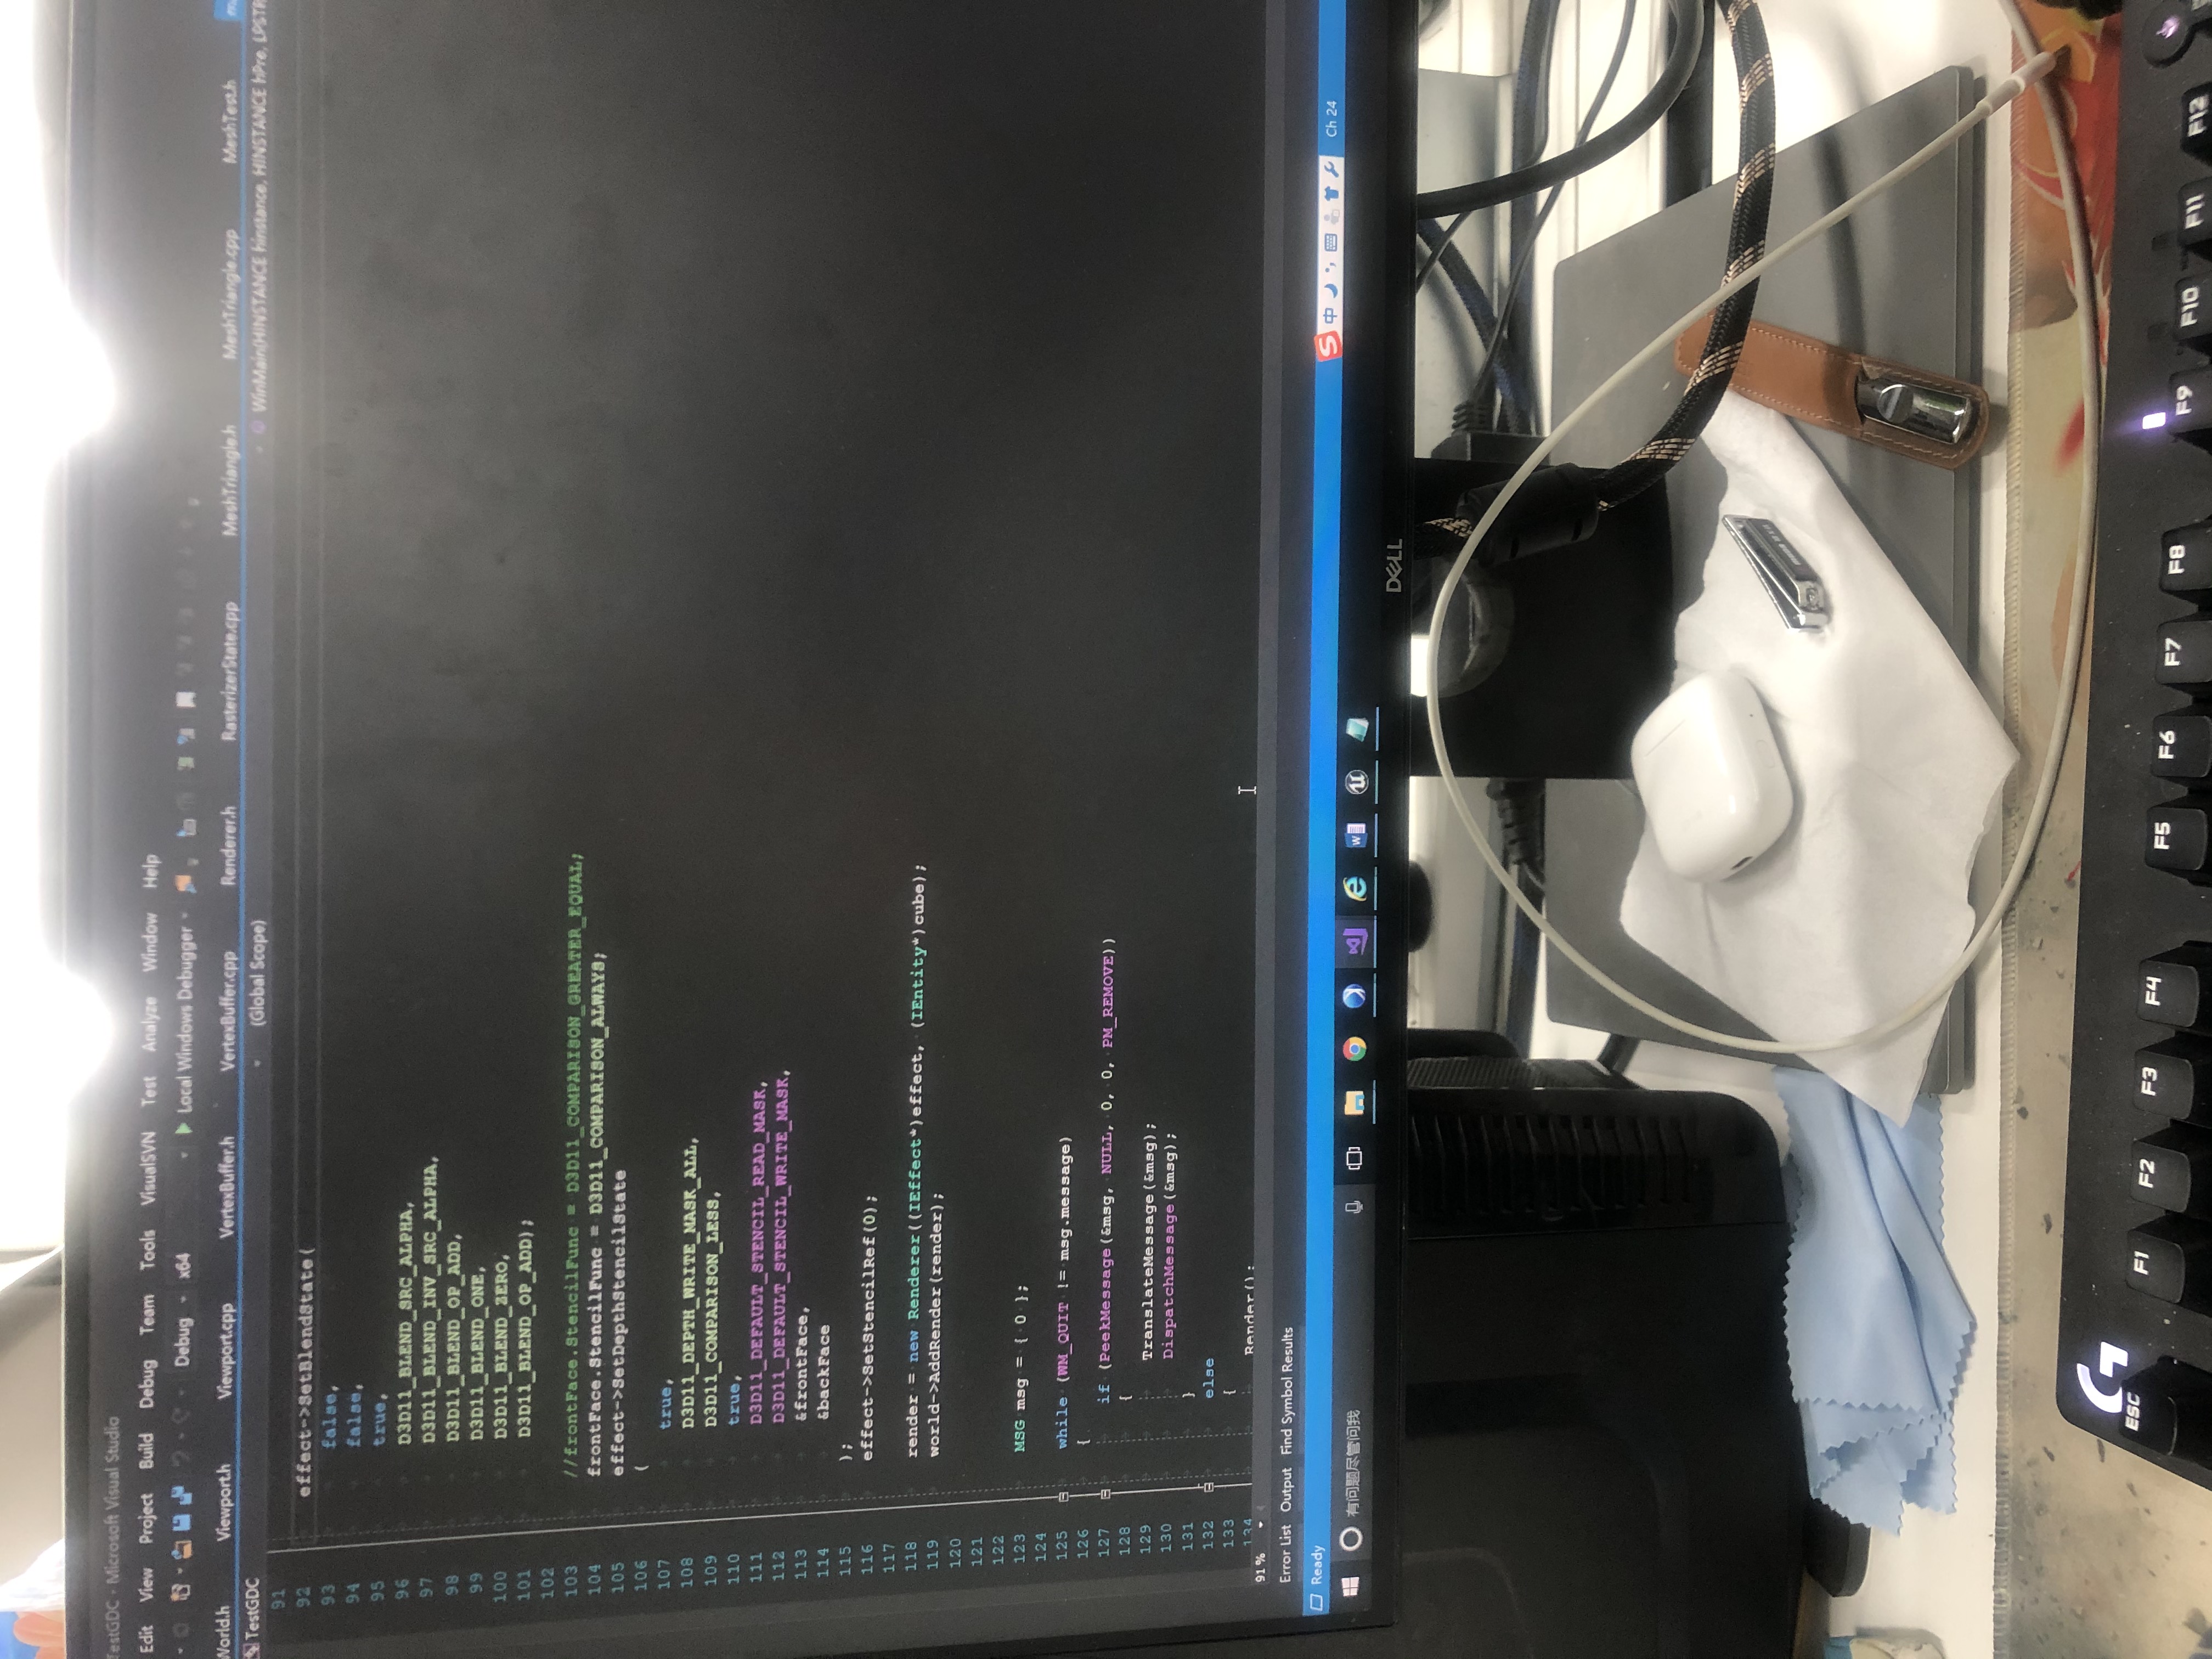 TestGDC - Microsoft Visual Studio
Edit View Project Build Debug Team Tools VisualSVN Test Analyze Window Help
Debug x64 Local Windows Debugger
World.h Viewport.h Viewport.cpp VertexBuffer.h VertexBuffer.cpp Renderer.h RasterizerState.cpp MeshTriangle.h MeshTriangle.cpp MeshTest.h
TestGDC (Global Scope) WinMain(HINSTANCE hinstance, HINSTANCE hPre, LPSTR
91
92 effect->SetBlendState(
93 false,
94 false,
95 true,
96 D3D11_BLEND_SRC_ALPHA,
97 D3D11_BLEND_INV_SRC_ALPHA,
98 D3D11_BLEND_OP_ADD,
99 D3D11_BLEND_ONE,
100 D3D11_BLEND_ZERO,
101 D3D11_BLEND_OP_ADD);
102
103 //frontFace.StencilFunc = D3D11_COMPARISON_GREATER_EQUAL;
104 frontFace.StencilFunc = D3D11_COMPARISON_ALWAYS;
105 effect->SetDepthStencilState
106 (
107 true,
108 D3D11_DEPTH_WRITE_MASK_ALL,
109 D3D11_COMPARISON_LESS,
110 true,
111 D3D11_DEFAULT_STENCIL_READ_MASK,
112 D3D11_DEFAULT_STENCIL_WRITE_MASK,
113 &frontFace,
114 &backFace
115 );
116 effect->SetStencilRef(0);
117
118 render = new Renderer((IEffect*)effect, (IEntity*)cube);
119 world->AddRender(render);
120
121
122
123 MSG msg = { 0 };
124
125 while (WM_QUIT != msg.message)
126 {
127 if (PeekMessage(&msg, NULL, 0, 0, PM_REMOVE))
128 {
129 TranslateMessage(&msg);
130 DispatchMessage(&msg);
131 }
132 else
133 {
134 Render();
91 %
Error List Output Find Symbol Results
Ready
中 Ch 24
有问题尽管问我
DELL
G
ESC F1 F2 F3 F4 F5 F6 F7 F8 F9 F10 F11 F12